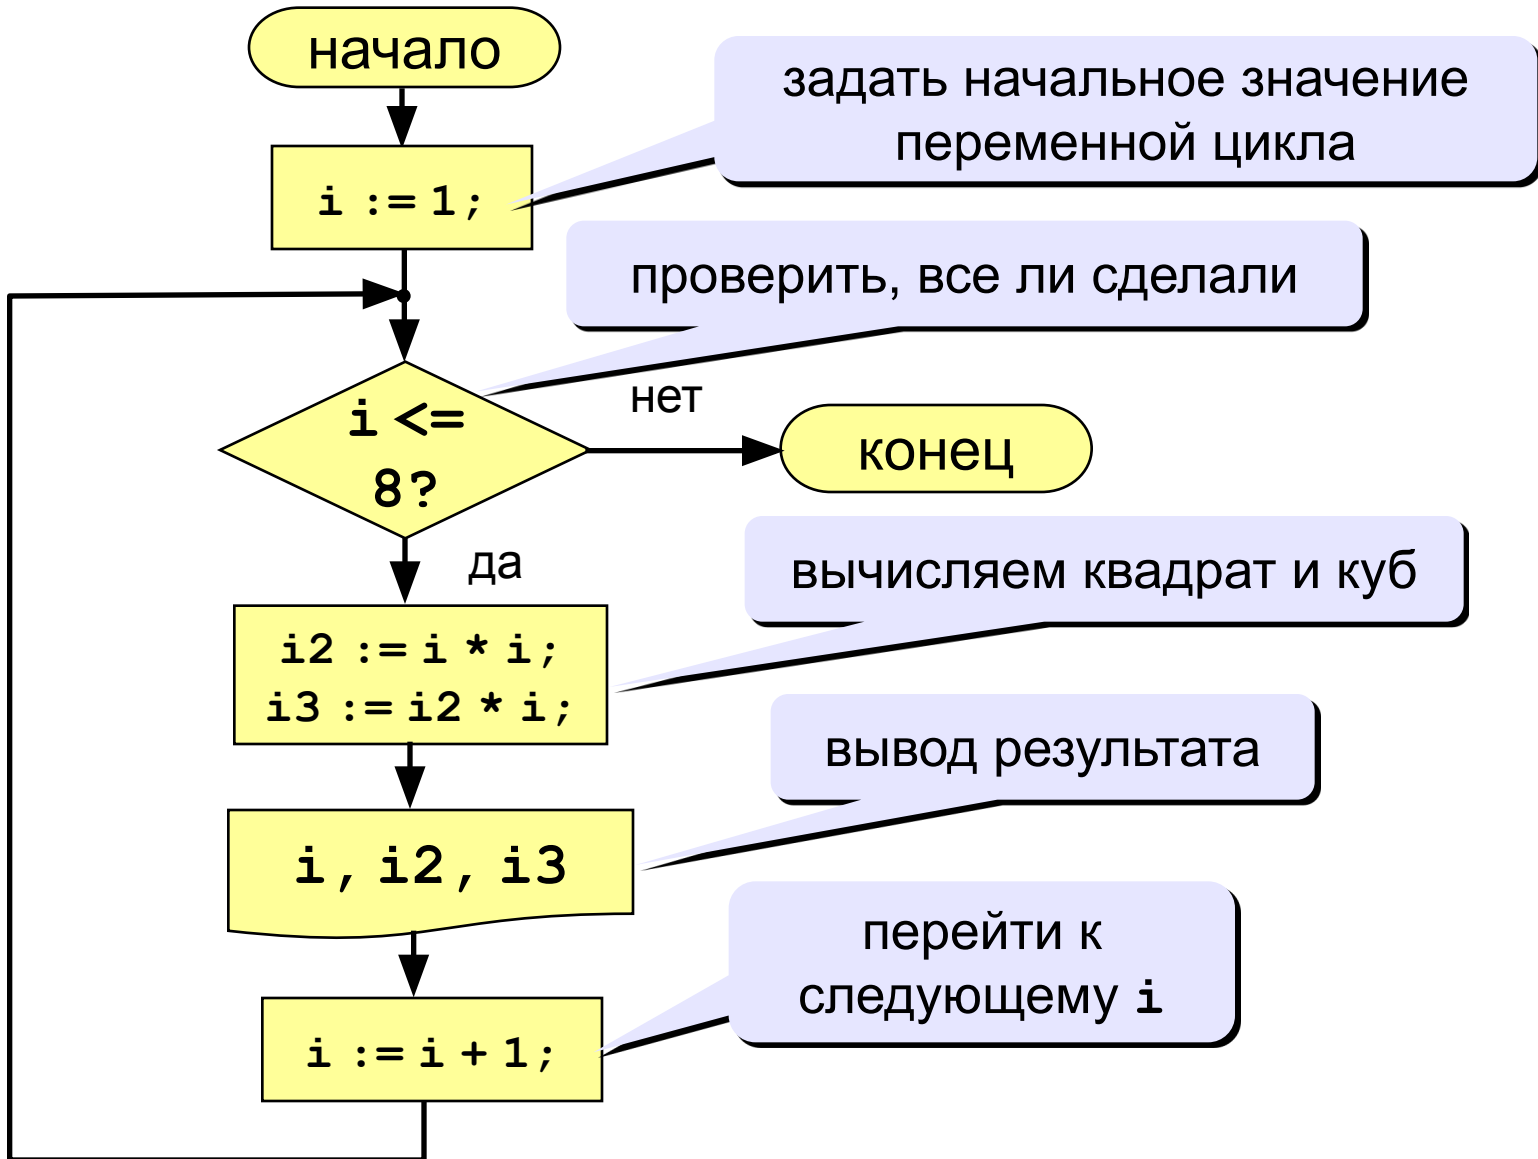 начало
задать начальное значение
переменной цикла
i := 1;
проверить, все ли сделали
i <=
8?
нет
конец
да
вычисляем квадрат и куб
i2 := i * i;
i3 := i2 * i;
вывод результата
i, i2, i3
перейти к
следующему i
i := i + 1;